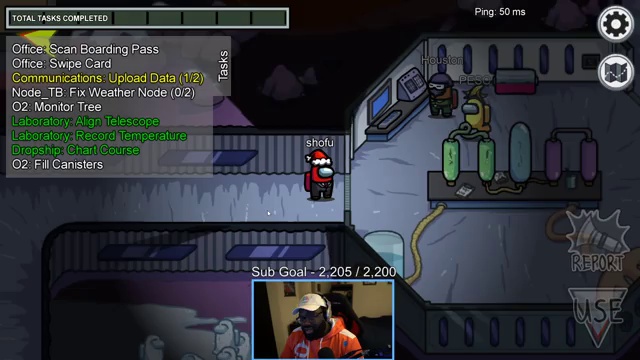 TOTAL TASKS COMPLETED
Ping: 50 ms
Office: Scan Boarding Pass
Office: Swipe Card
Communications: Upload Data (1/2)
Node_TB: Fix Weather Node (0/2)
O2: Monitor Tree
Laboratory: Align Telescope
Laboratory: Record Temperature
Dropship: Chart Course
O2: Fill Canisters
Tasks
Houston
shofu
REPORT
USE
Sub Goal - 2,205 / 2,200